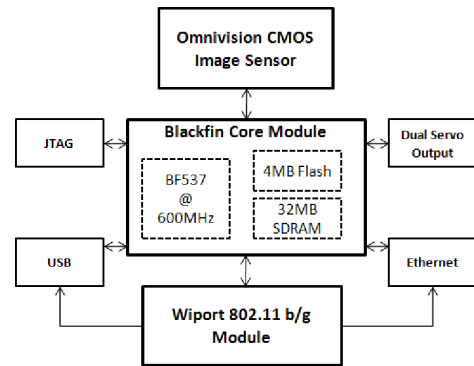 Omnivision CMOS
Image Sensor
Blackfin Core Module
JTAG
Dual Servo
Output
BF537
@
600MHz
4MB Flash
32MB
SDRAM
USB
Ethernet
Wiport 802.11 b/g
Module